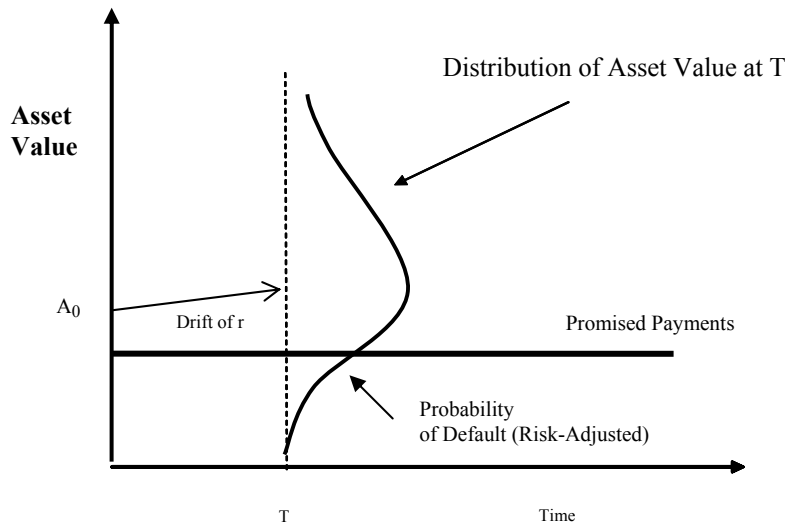 Distribution of Asset Value at T
Asset
Value
A0
Drift of r
Promised Payments
Probability
of Default (Risk-Adjusted)
T
Time